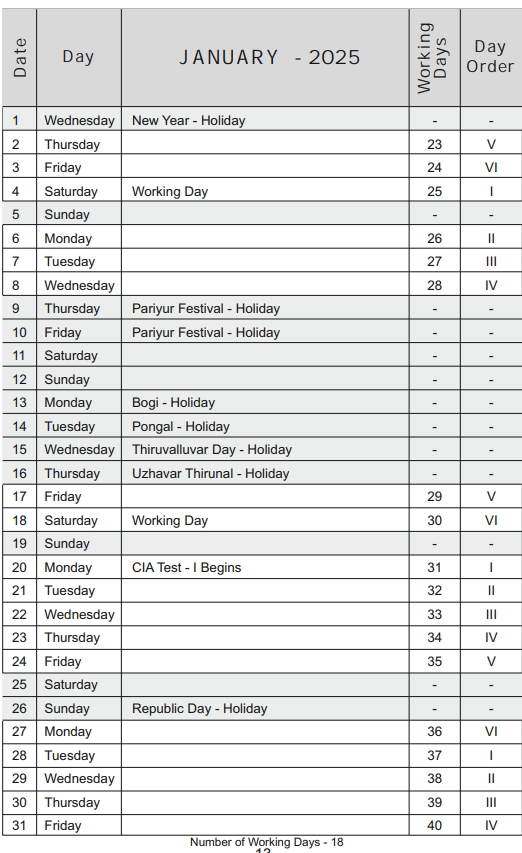 Date Day JANUARY - 2025 Working Days Day Order
1 Wednesday New Year - Holiday - -
2 Thursday 23 V
3 Friday 24 VI
4 Saturday Working Day 25 I
5 Sunday - -
6 Monday 26 II
7 Tuesday 27 III
8 Wednesday 28 IV
9 Thursday Pariyur Festival - Holiday - -
10 Friday Pariyur Festival - Holiday - -
11 Saturday - -
12 Sunday - -
13 Monday Bogi - Holiday - -
14 Tuesday Pongal - Holiday - -
15 Wednesday Thiruvalluvar Day - Holiday - -
16 Thursday Uzhavar Thirunal - Holiday - -
17 Friday 29 V
18 Saturday Working Day 30 VI
19 Sunday - -
20 Monday CIA Test - I Begins 31 I
21 Tuesday 32 II
22 Wednesday 33 III
23 Thursday 34 IV
24 Friday 35 V
25 Saturday - -
26 Sunday Republic Day - Holiday - -
27 Monday 36 VI
28 Tuesday 37 I
29 Wednesday 38 II
30 Thursday 39 III
31 Friday 40 IV
Number of Working Days - 18